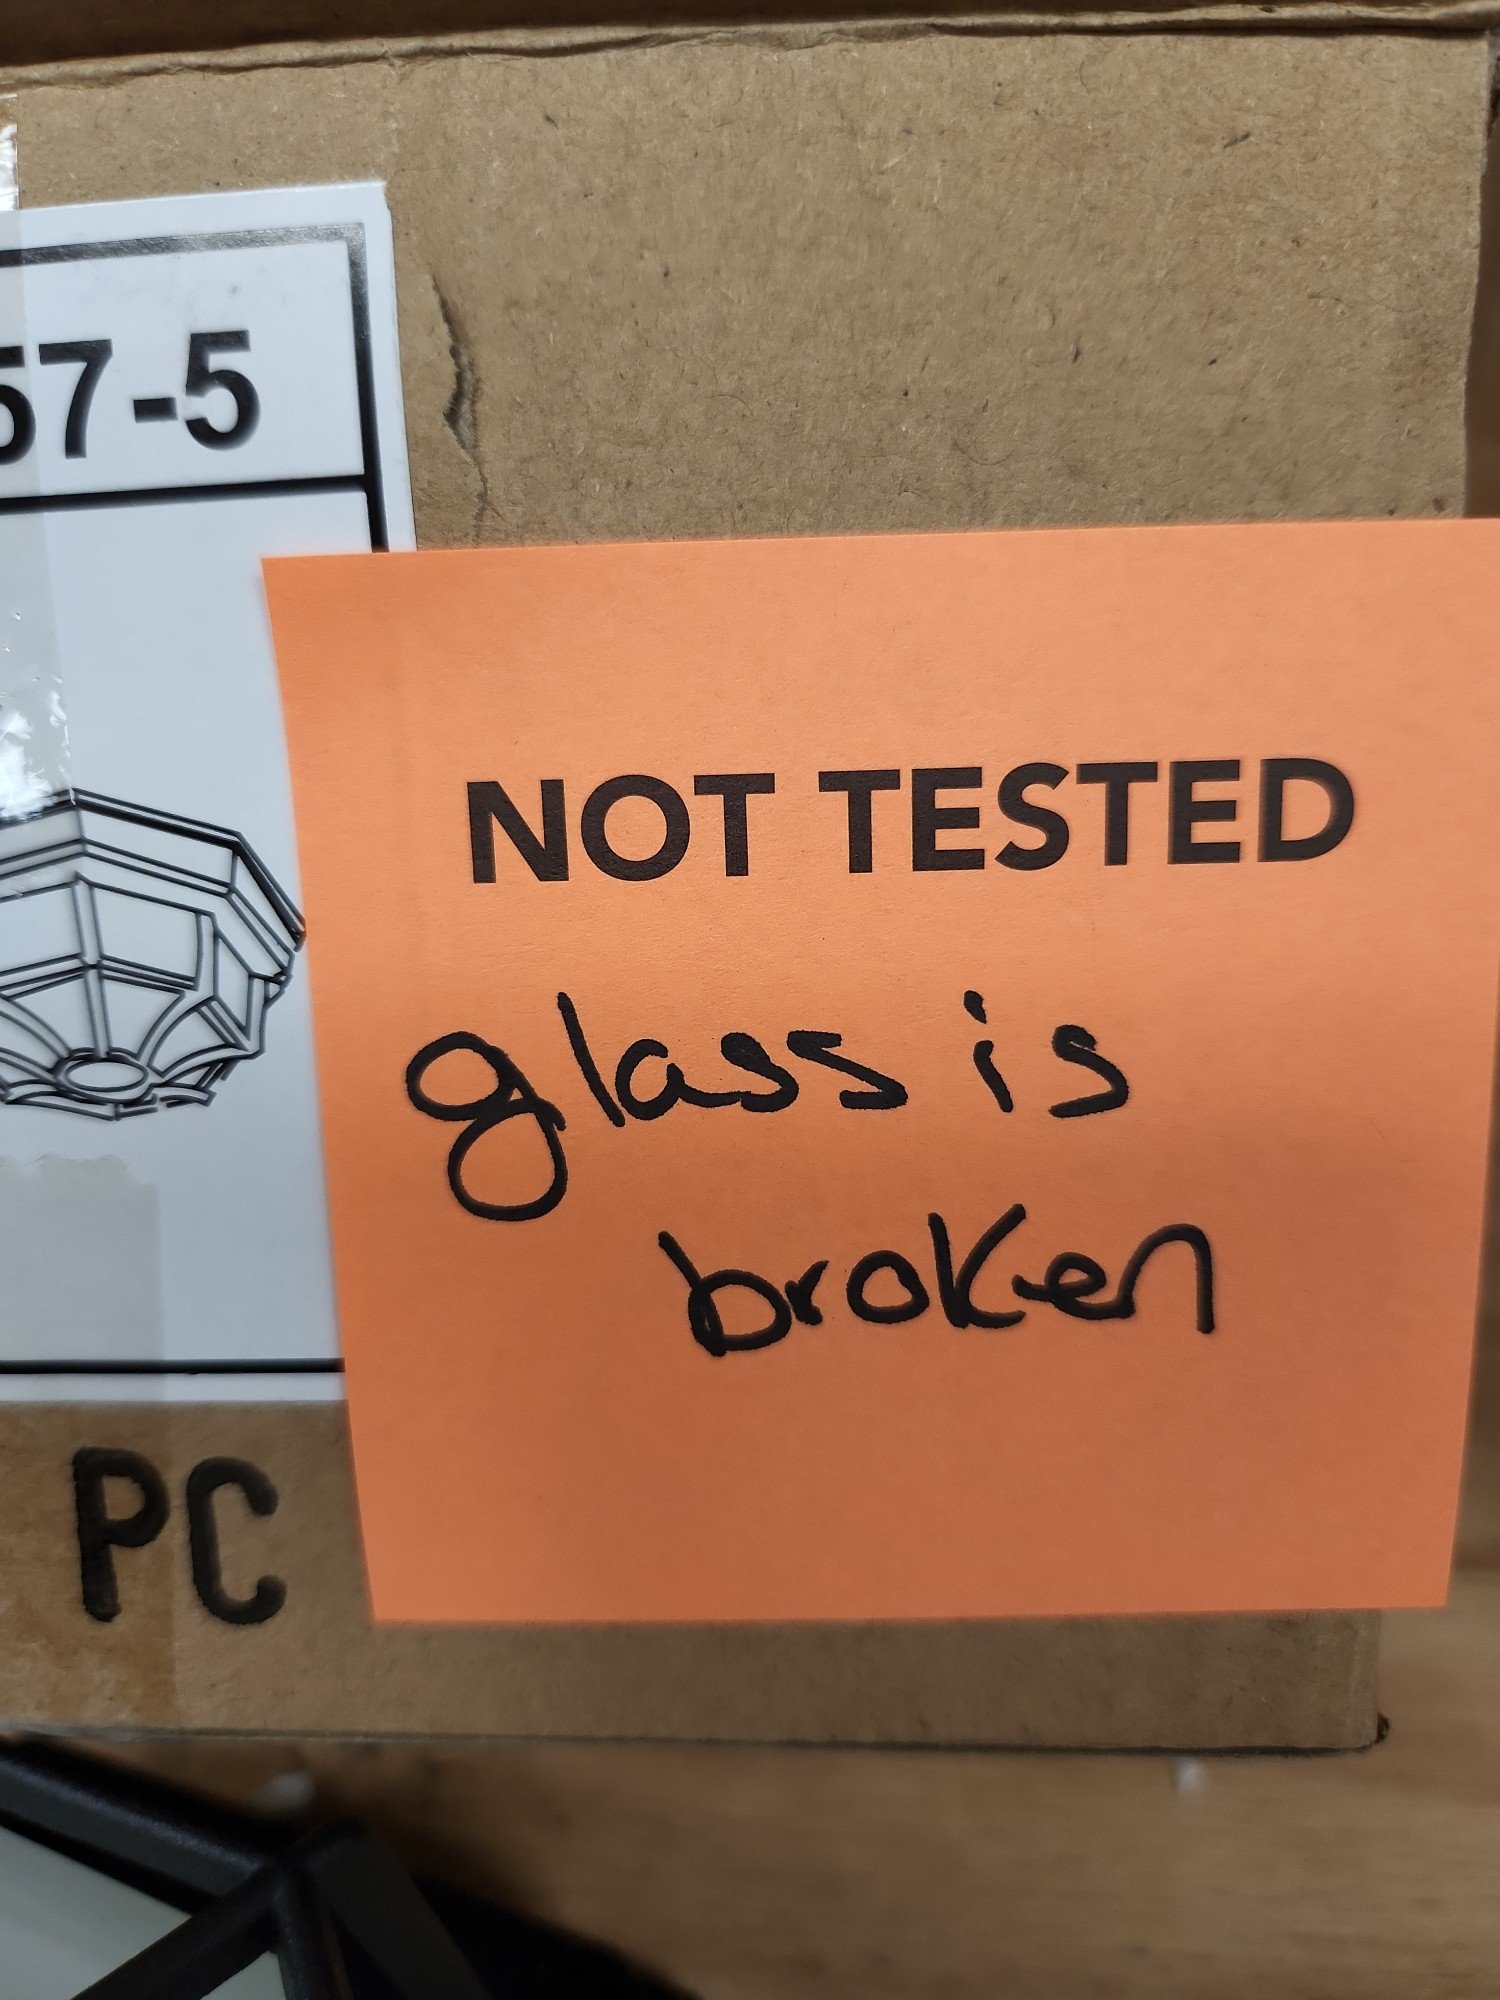 57-5
NOT TESTED
glass is
broken
PC